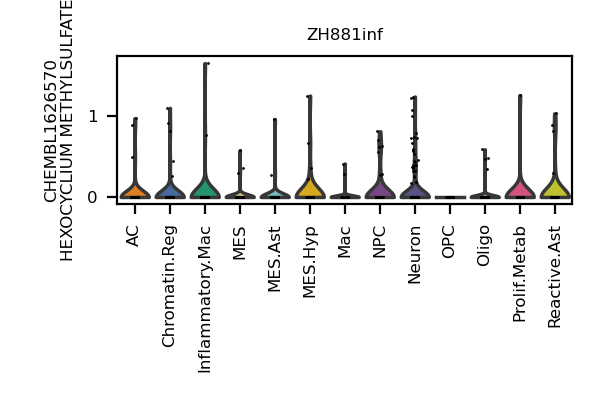 ZH881inf
CHEMBL1626570
HEXOCYCLIUM METHYLSULFATE
1
0
AC
Chromatin.Reg
Inflammatory.Mac
MES
MES.Ast
MES.Hyp
Mac
NPC
Neuron
OPC
Oligo
Prolif.Metab
Reactive.Ast